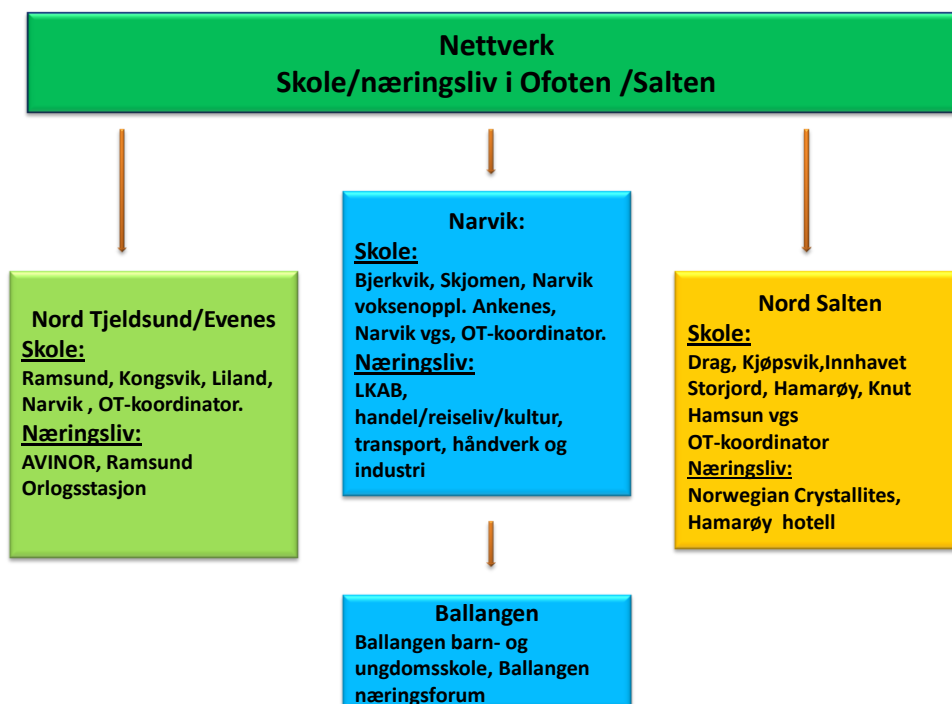 Nettverk
Skole/næringsliv i Ofoten /Salten
Nord Tjeldsund/Evenes
Skole:
Ramsund, Kongsvik, Liland,
Narvik , OT-koordinator.
Næringsliv:
AVINOR, Ramsund
Orlogsstasjon
Narvik:
Skole:
Bjerkvik, Skjomen, Narvik
voksenoppl. Ankenes,
Narvik vgs, OT-koordinator.
Næringsliv:
LKAB,
handel/reiseliv/kultur,
transport, håndverk og
industri
Ballangen
Ballangen barn- og
ungdomsskole, Ballangen
næringsforum
Nord Salten
Skole:
Drag, Kjøpsvik,Innhavet
Storjord, Hamarøy, Knut
Hamsun vgs
OT-koordinator
Næringsliv:
Norwegian Crystallites,
Hamarøy  hotell